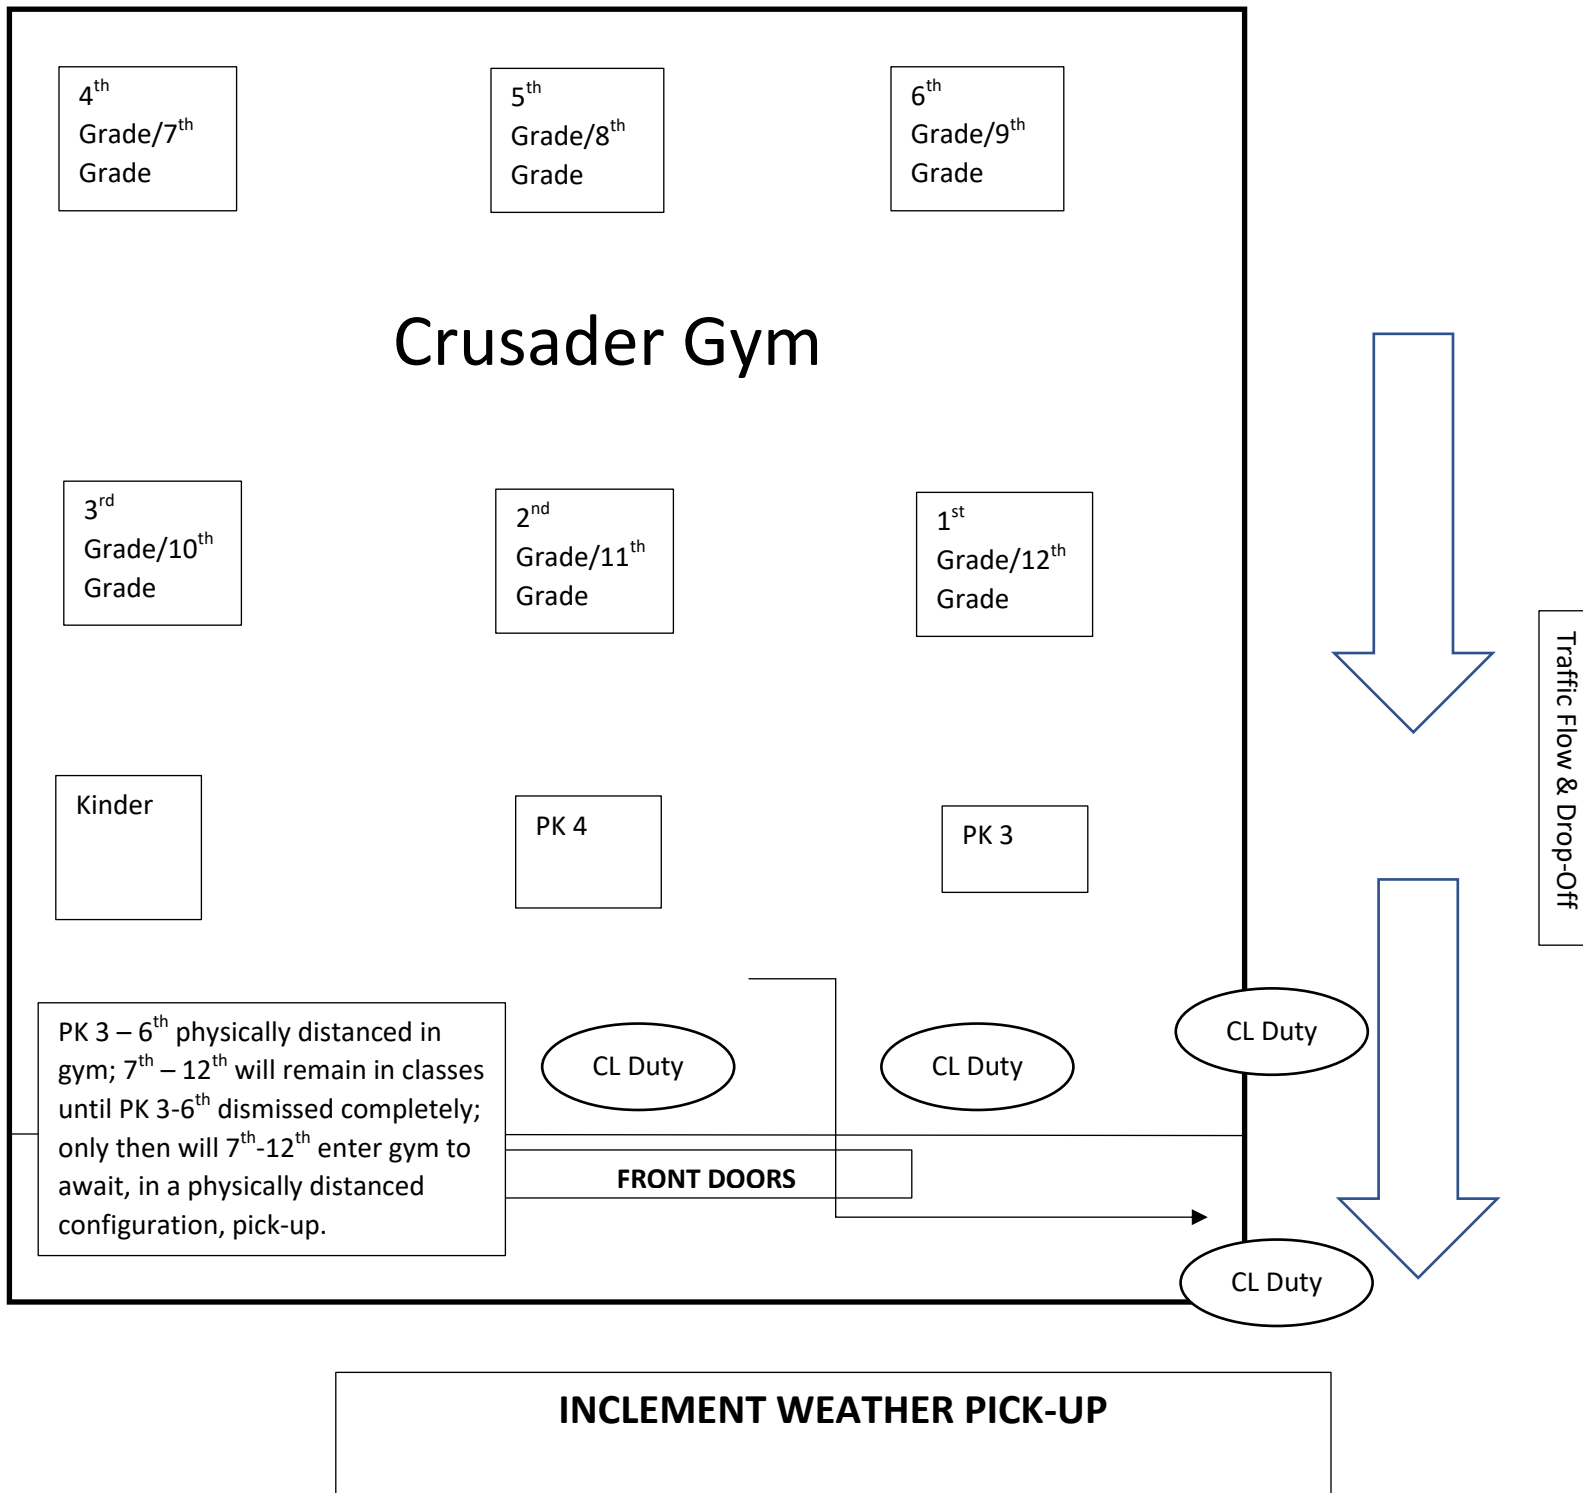 4th
Grade/7th
Grade
5th
Grade/8th
Grade
6th
Grade/9th
Grade
Crusader Gym
3rd
Grade/10th
Grade
2nd
Grade/11th
Grade
1st
Grade/12th
Grade
Traffic Flow & Drop-Off
Kinder
PK 4
PK 3
PK 3 – 6th physically distanced in
gym; 7th – 12th will remain in classes
until PK 3-6th dismissed completely;
only then will 7th-12th enter gym to
await, in a physically distanced
configuration, pick-up.
CL Duty
CL Duty
CL Duty
FRONT DOORS
CL Duty
INCLEMENT WEATHER PICK-UP